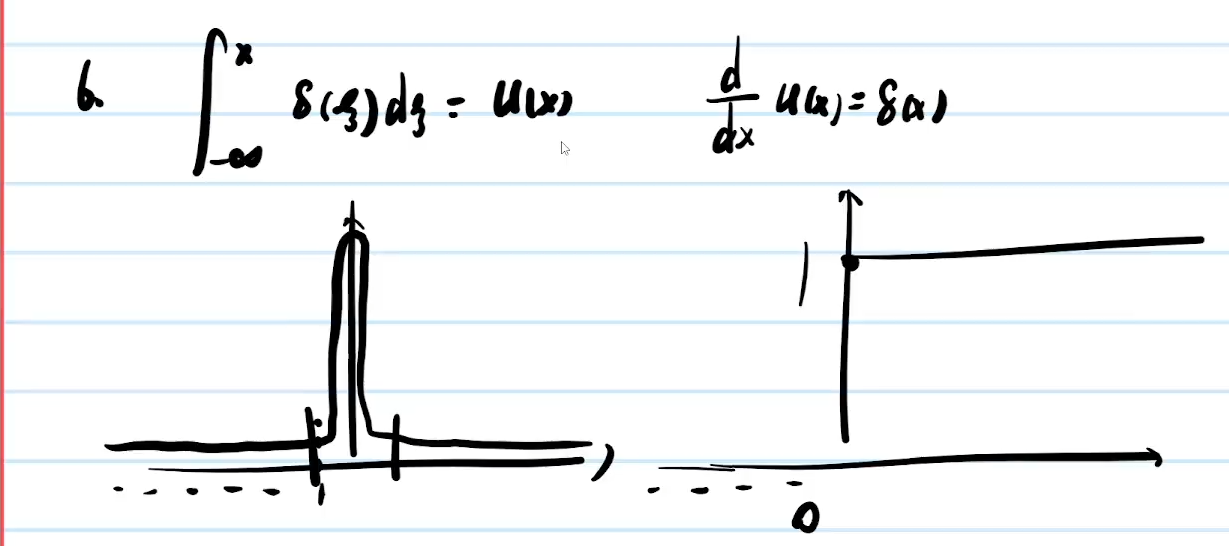 6. ∫_{-∞}^{x} δ(ξ)dξ = u(x) d/dx u(x) = δ(x)
1
0